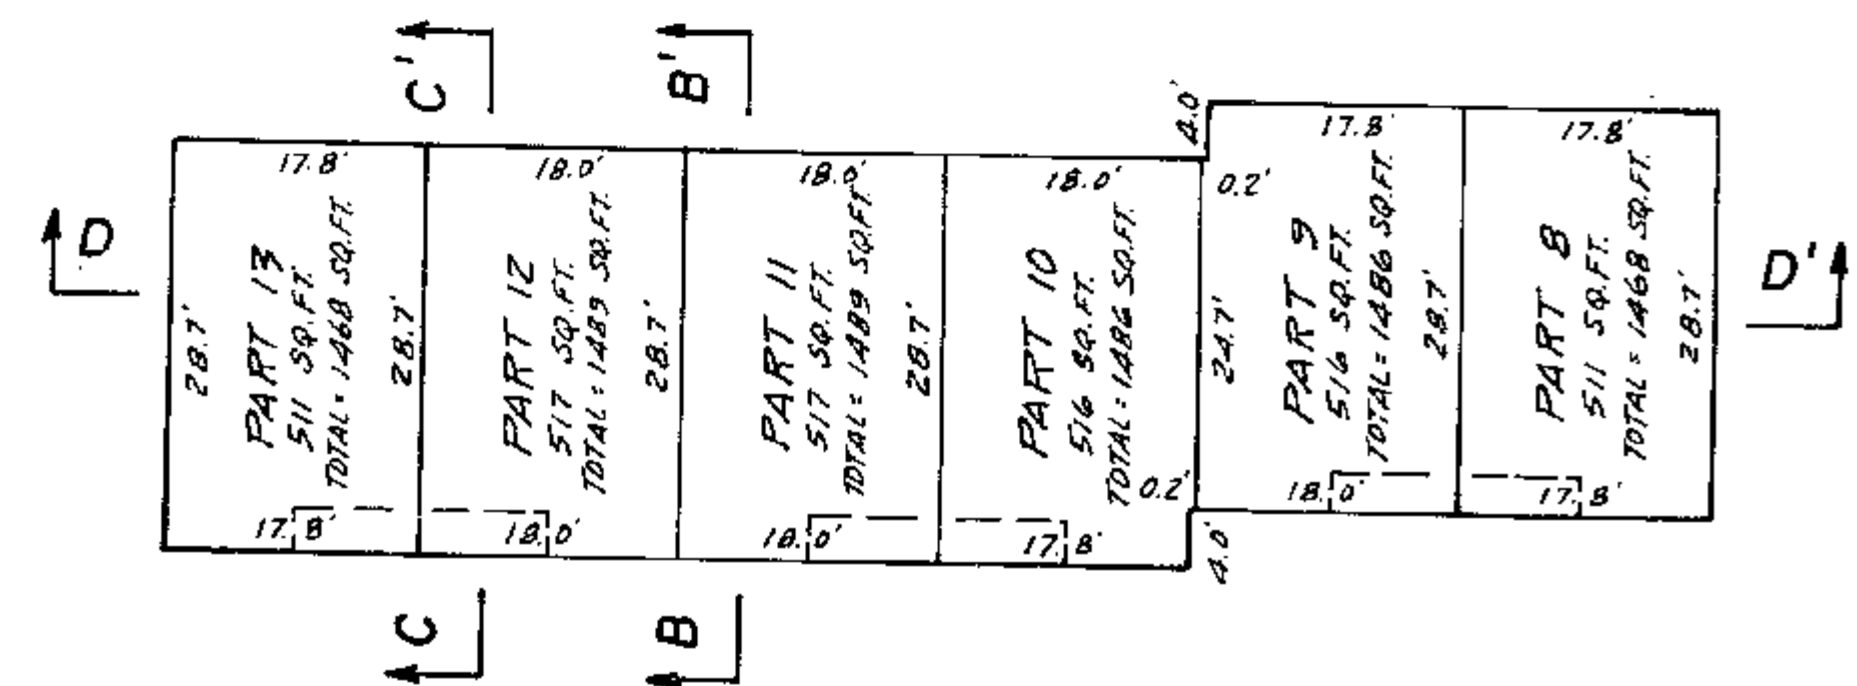 C'
B'
4.0'
17.8'
17.8'
17.8'
18.0'
18.0'
18.0'
0.2'
D
D'
28.7'
PART 13
511 SQ.FT.
TOTAL = 1468 SQ.FT.
28.7'
PART 12
517 SQ.FT.
TOTAL = 1489 SQ.FT.
28.7'
PART 11
517 SQ.FT.
TOTAL = 1489 SQ.FT.
28.7'
PART 10
516 SQ.FT.
TOTAL = 1486 SQ.FT.
24.7'
PART 9
516 SQ.FT.
TOTAL = 1486 SQ.FT.
28.7'
PART 8
511 SQ.FT.
TOTAL = 1468 SQ.FT.
28.7'
0.2'
17.8'
18.0'
18.0'
17.8'
18.0'
17.8'
4.0'
C
B